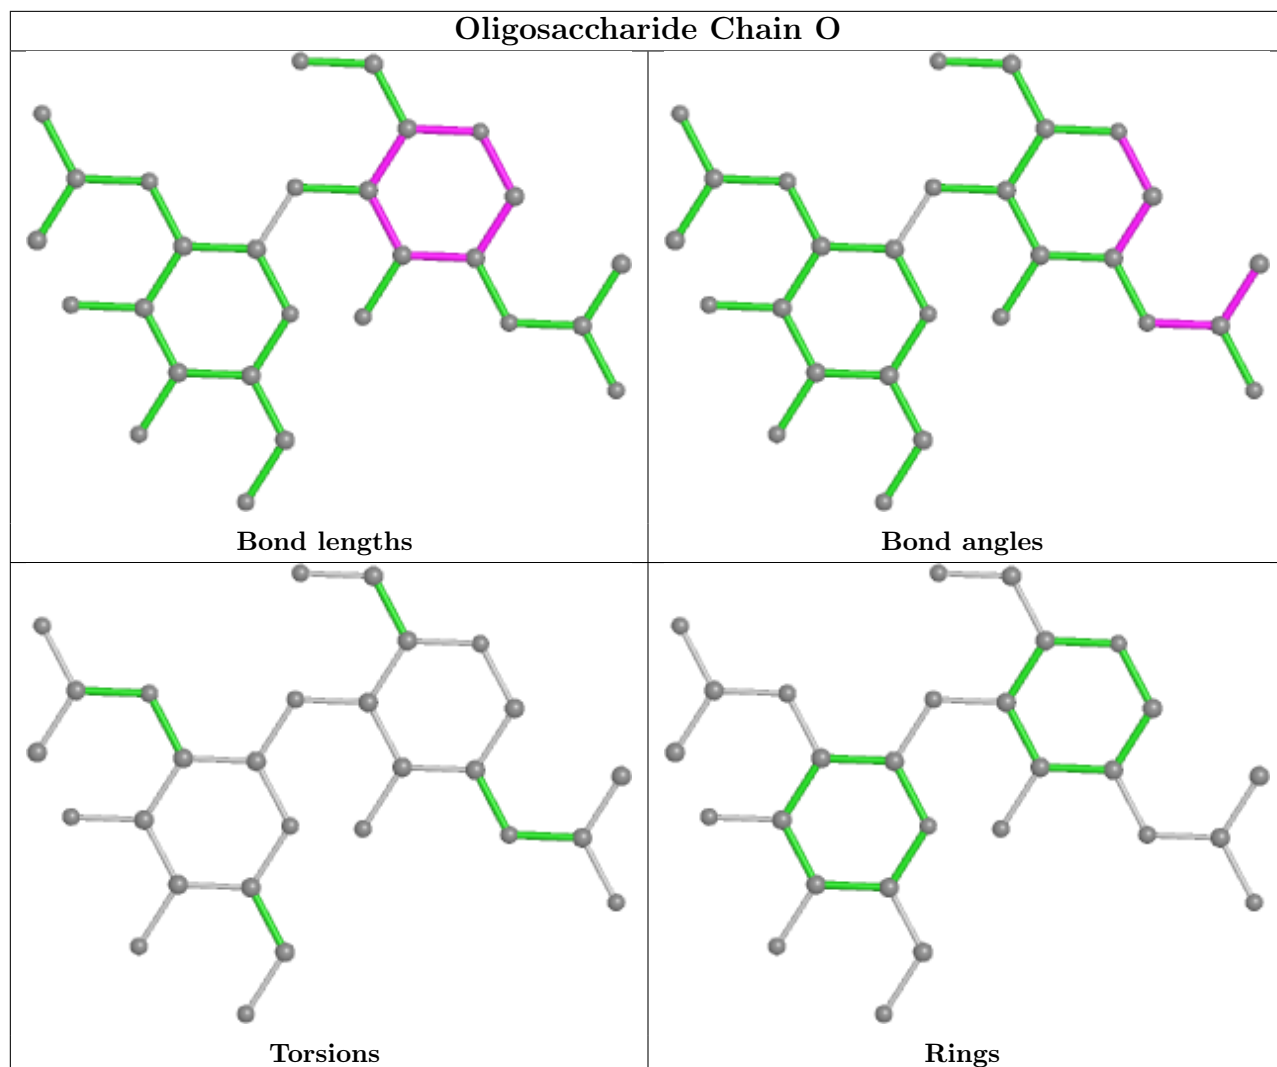 Oligosaccharide Chain O
Bond lengths
Bond angles
Torsions
Rings